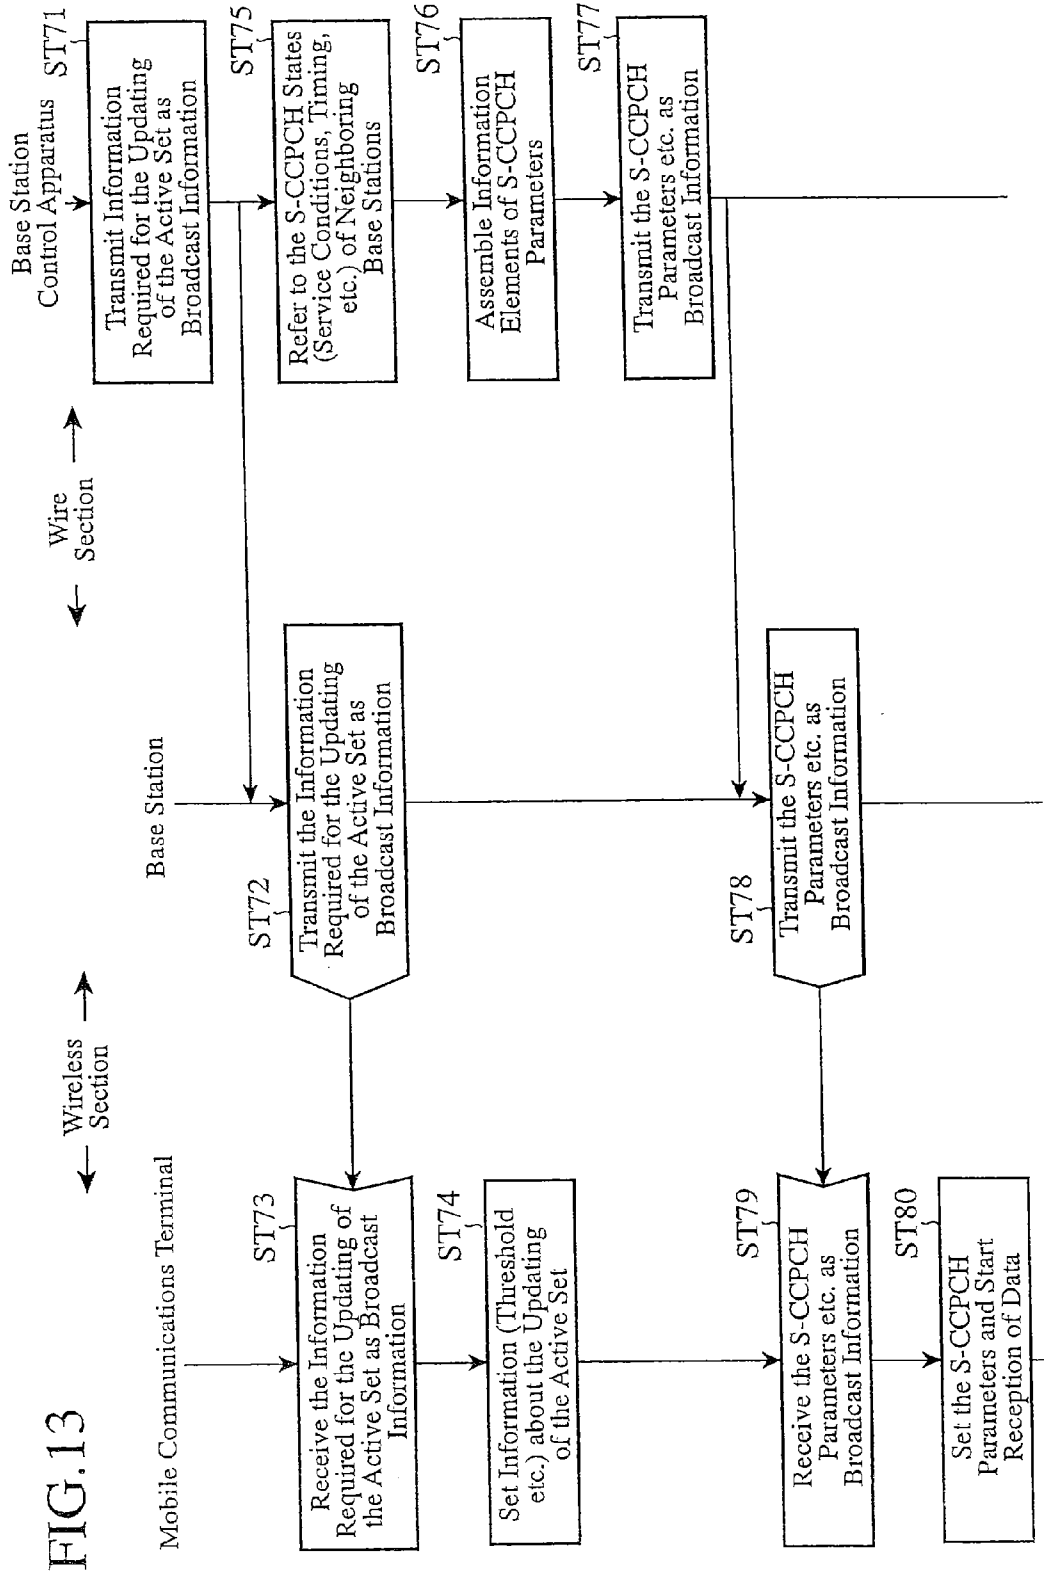 FIG.13
Wireless
Section
Wire
Section
Mobile Communications Terminal
Base Station
Base Station
Control Apparatus
ST71
Transmit Information
Required for the Updating
of the Active Set as
Broadcast Information
ST72
Transmit the Information
Required for the Updating
of the Active Set as
Broadcast Information
ST73
Receive the Information
Required for the Updating of
the Active Set as Broadcast
Information
ST74
Set Information (Threshold
etc.) about the Updating
of the Active Set
ST75
Refer to the S-CCPCH States
(Service Conditions, Timing,
etc.) of Neighboring
Base Stations
ST76
Assemble Information
Elements of S-CCPCH
Parameters
ST77
Transmit the S-CCPCH
Parameters etc. as
Broadcast Information
ST78
Transmit the S-CCPCH
Parameters etc. as
Broadcast Information
ST79
Receive the S-CCPCH
Parameters etc. as
Broadcast Information
ST80
Set the S-CCPCH
Parameters and Start
Reception of Data